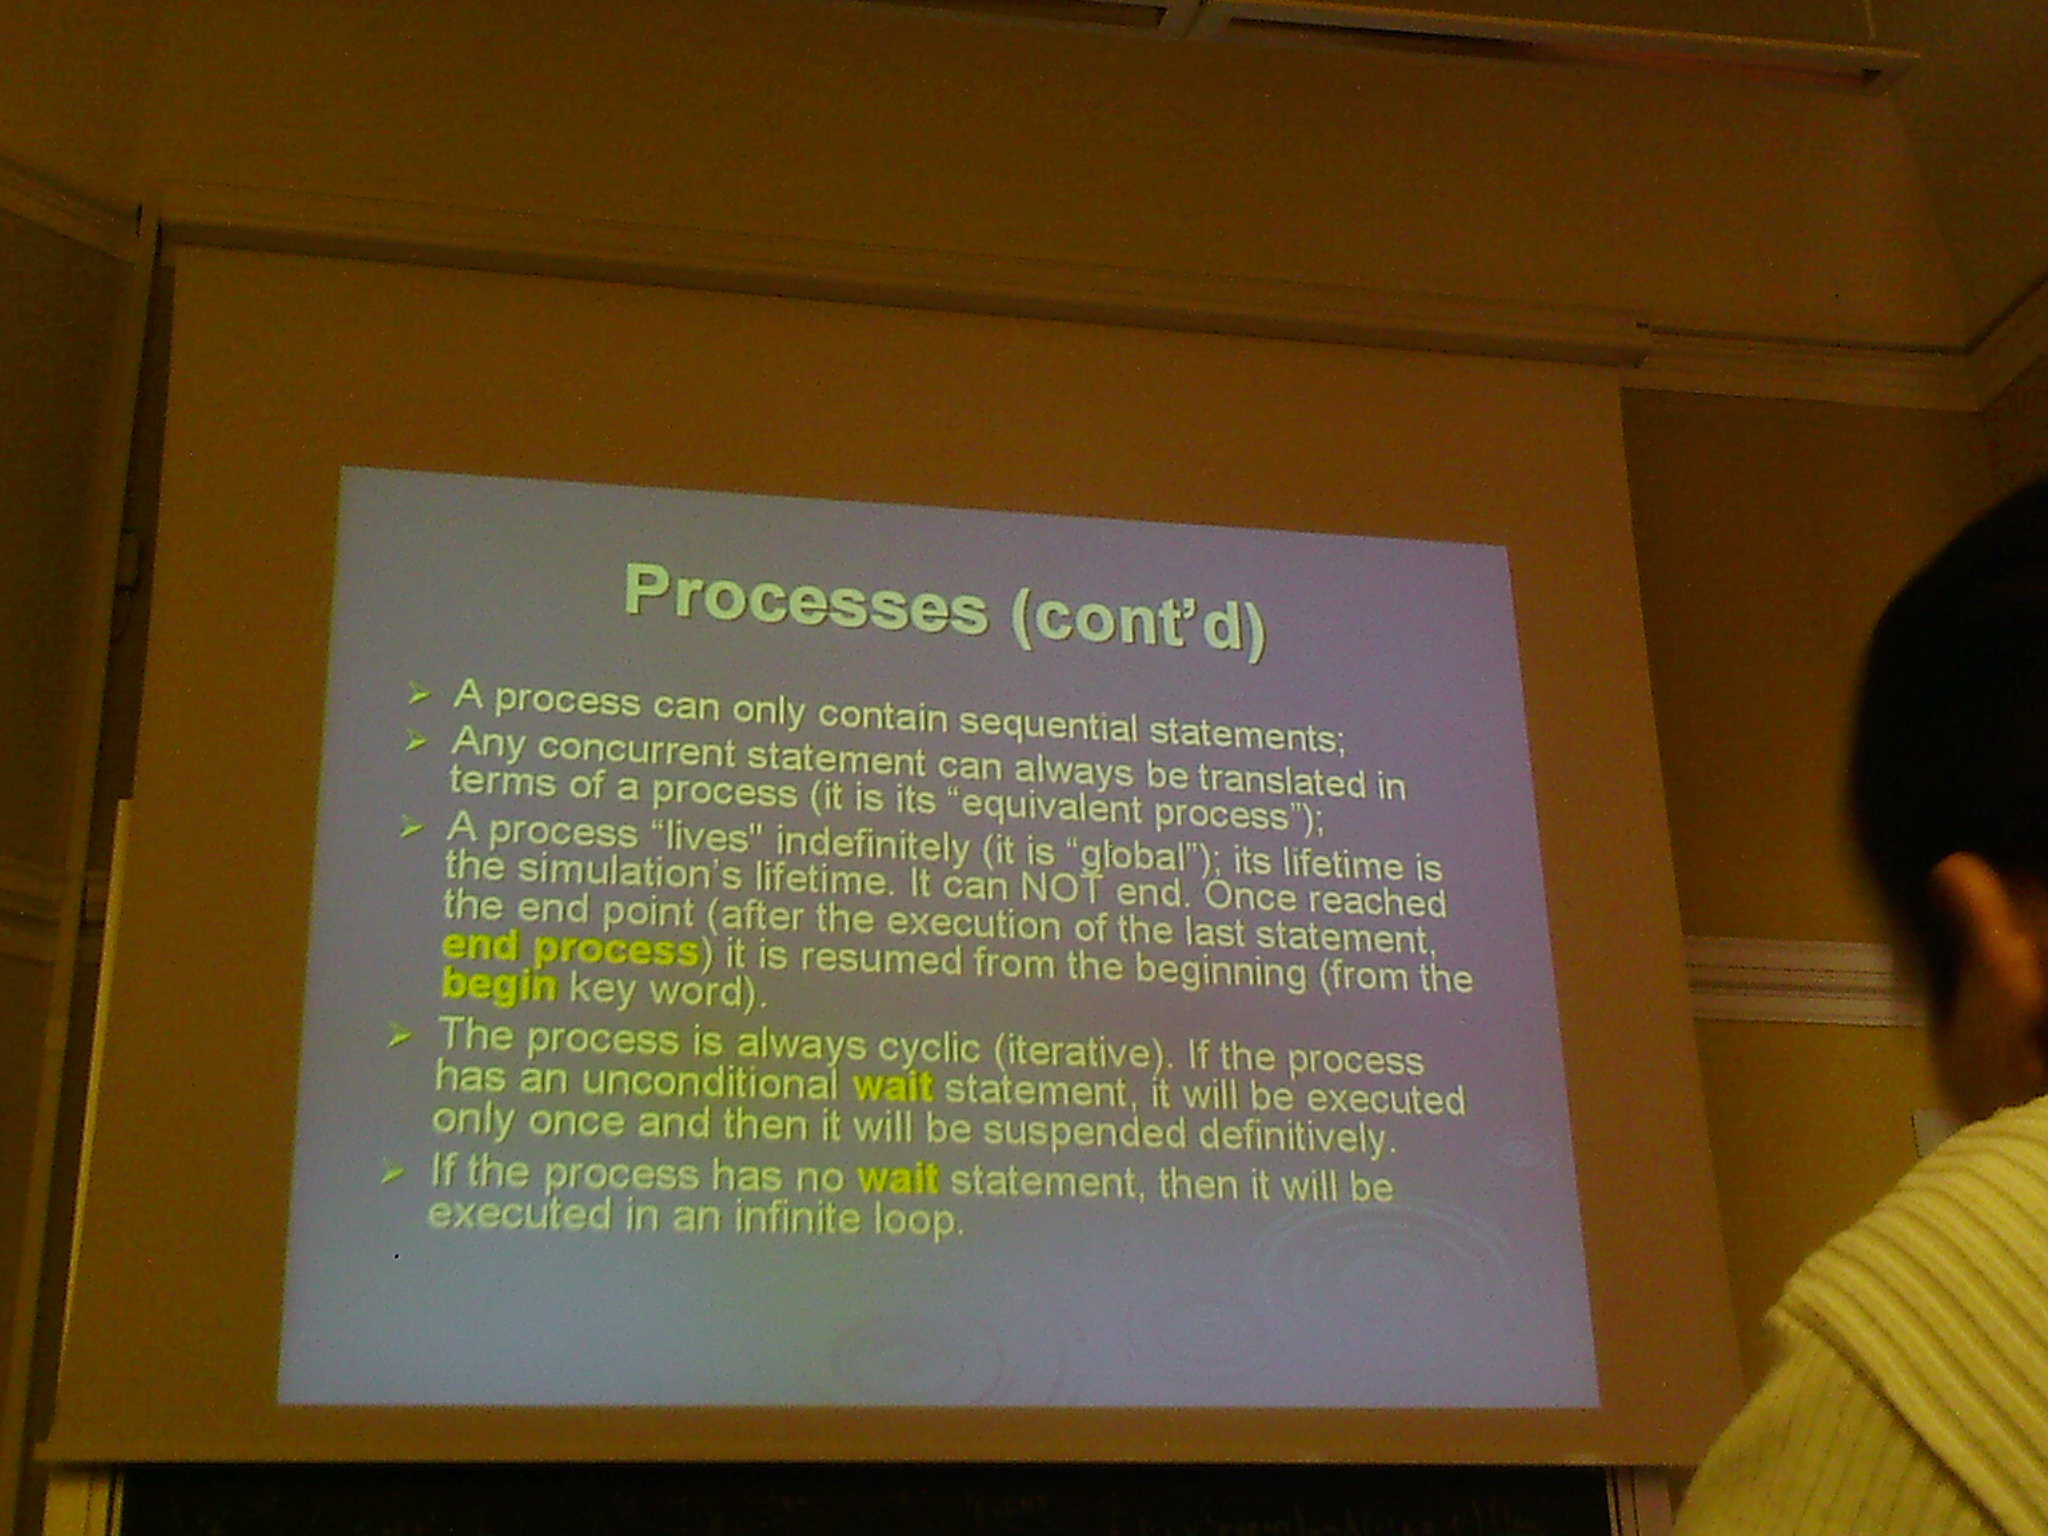 Processes (cont’d)
➢ A process can only contain sequential statements;
➢ Any concurrent statement can always be translated in
terms of a process (it is its “equivalent process”);
➢ A process “lives" indefinitely (it is “global”); its lifetime is
the simulation’s lifetime. It can NOT end. Once reached
the end point (after the execution of the last statement,
end process) it is resumed from the beginning (from the
begin key word).
➢ The process is always cyclic (iterative). If the process
has an unconditional wait statement, it will be executed
only once and then it will be suspended definitively.
➢ If the process has no wait statement, then it will be
executed in an infinite loop.